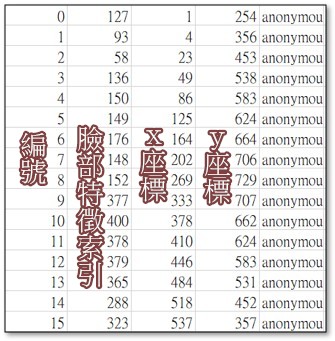 0 127 1 254 anonymou
1 93 4 356 anonymou
2 58 23 453 anonymou
3 136 49 538 anonymou
4 150 86 583 anonymou
5 149 125 624 anonymou
6 176 164 664 anonymou
7 148 202 706 anonymou
8 152 269 729 anonymou
9 377 333 707 anonymou
10 400 378 662 anonymou
11 378 410 624 anonymou
12 379 446 583 anonymou
13 365 484 531 anonymou
14 288 518 452 anonymou
15 323 537 357 anonymou
編號
臉部特徵索引
x座標
y座標